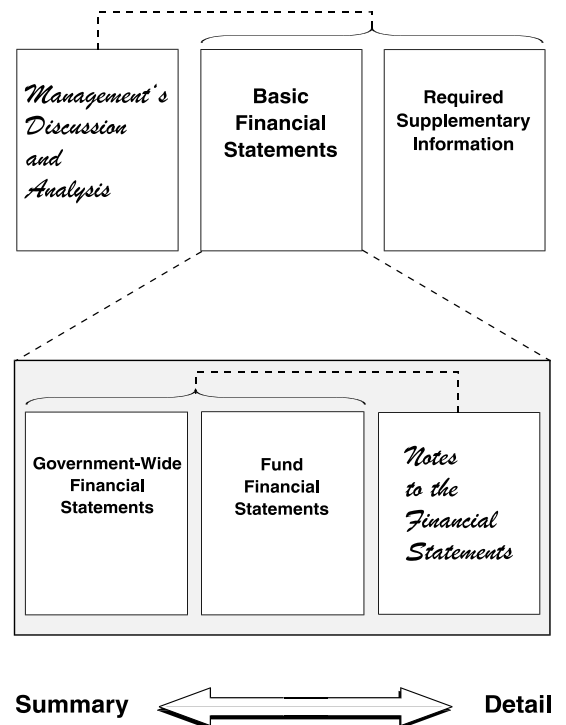 Management's
Discussion
and
Analysis
Basic
Financial
Statements
Required
Supplementary
Information
Government-Wide
Financial
Statements
Fund
Financial
Statements
Notes
to the
Financial
Statements
Summary
Detail